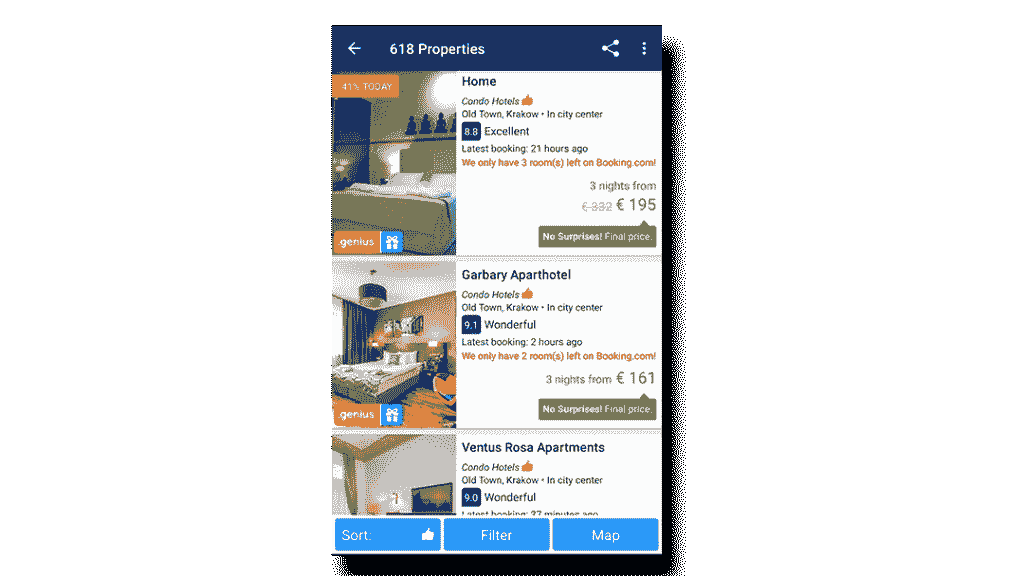 618 Properties
41% TODAY
Home
Condo Hotels
Old Town, Krakow • In city center
8.8 Excellent
Latest booking: 21 hours ago
We only have 3 room(s) left on Booking.com!
3 nights from
€ 332 € 195
No Surprises! Final price.
.genius
Garbary Aparthotel
Condo Hotels
Old Town, Krakow • In city center
9.1 Wonderful
Latest booking: 2 hours ago
We only have 2 room(s) left on Booking.com!
3 nights from € 161
No Surprises! Final price.
.genius
Ventus Rosa Apartments
Condo Hotels
Old Town, Krakow • In city center
9.0 Wonderful
Latest booking: 37 minutes ago
Sort:
Filter
Map